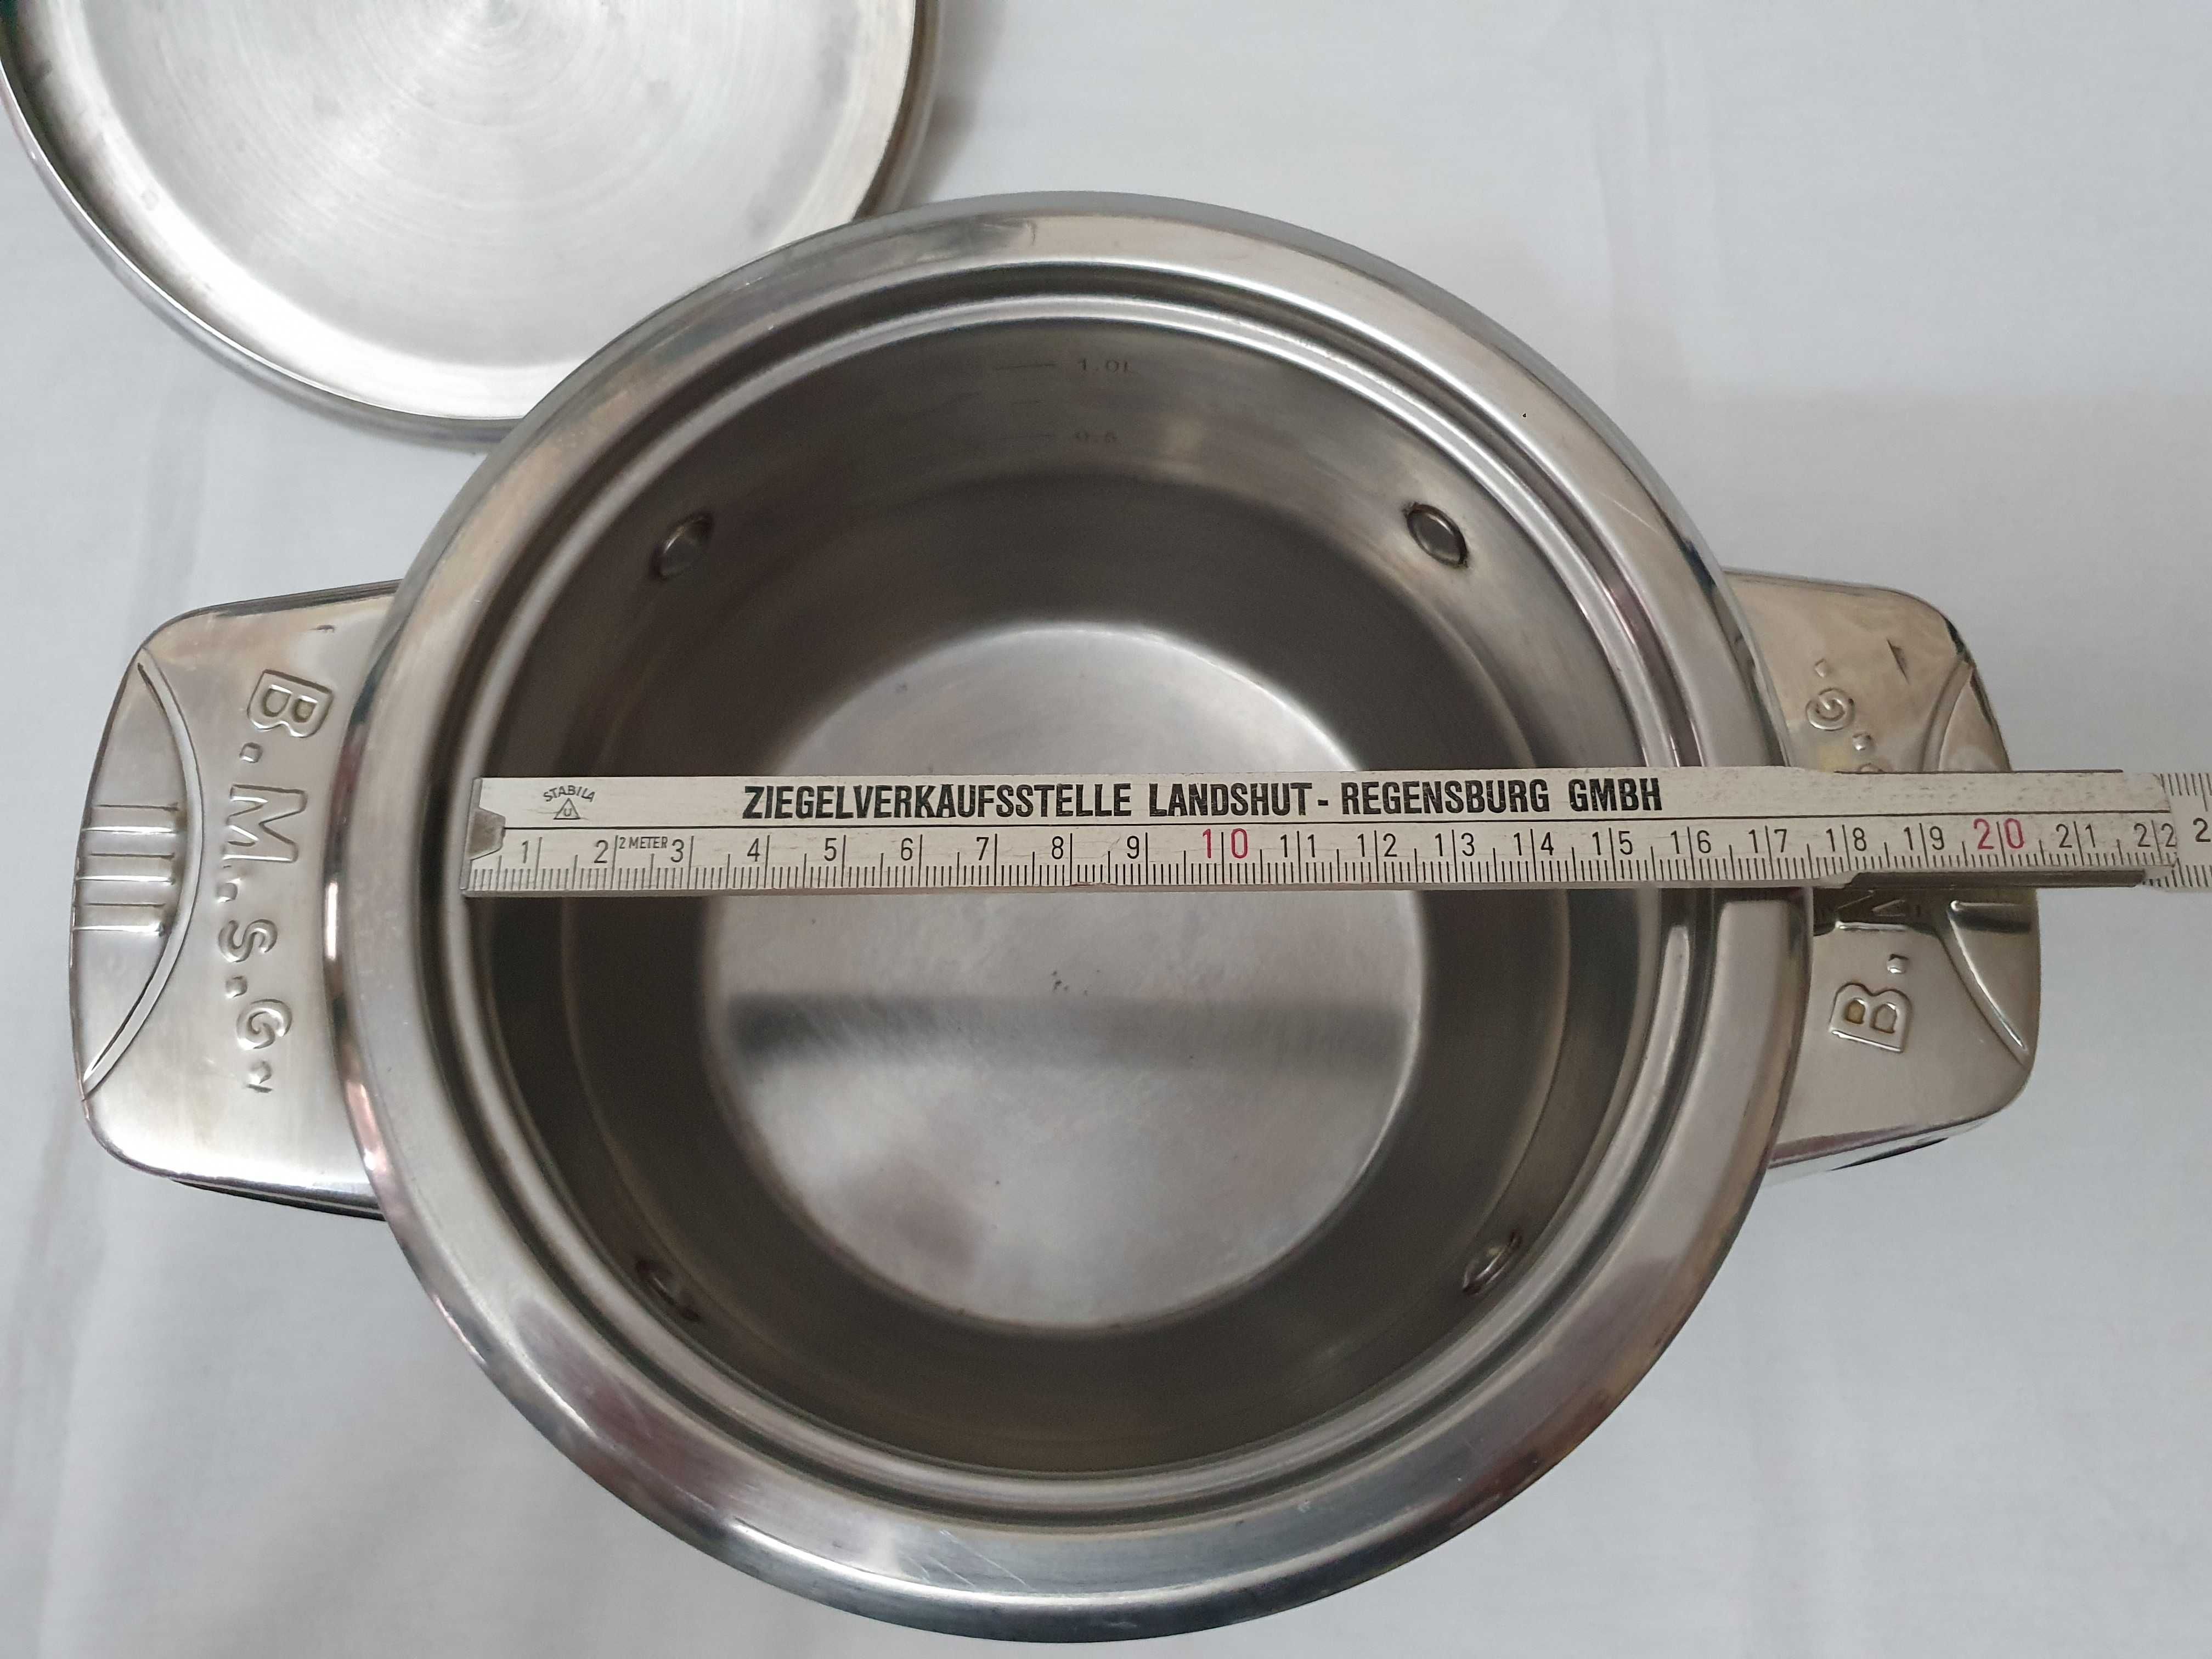 1.0L
B.M.S.G.
STABILA
ZIEGELVERKAUFSSTELLE LANDSHUT - REGENSBURG GMBH
1 2 2 METER 3 4 5 6 7 8 9 10 11 12 13 14 15 16 17 18 19 20 21 22 2
B.
G.